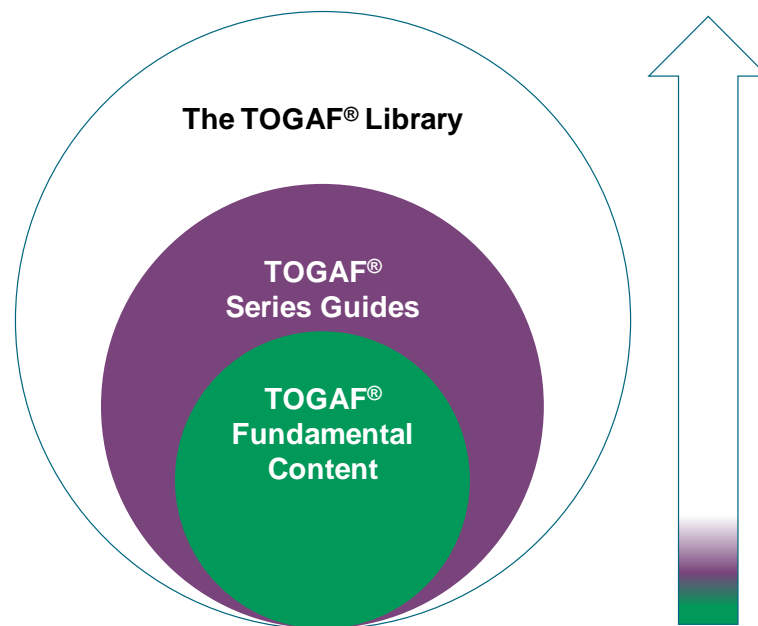 The TOGAF® Library
TOGAF®
Series Guides
TOGAF®
Fundamental
Content